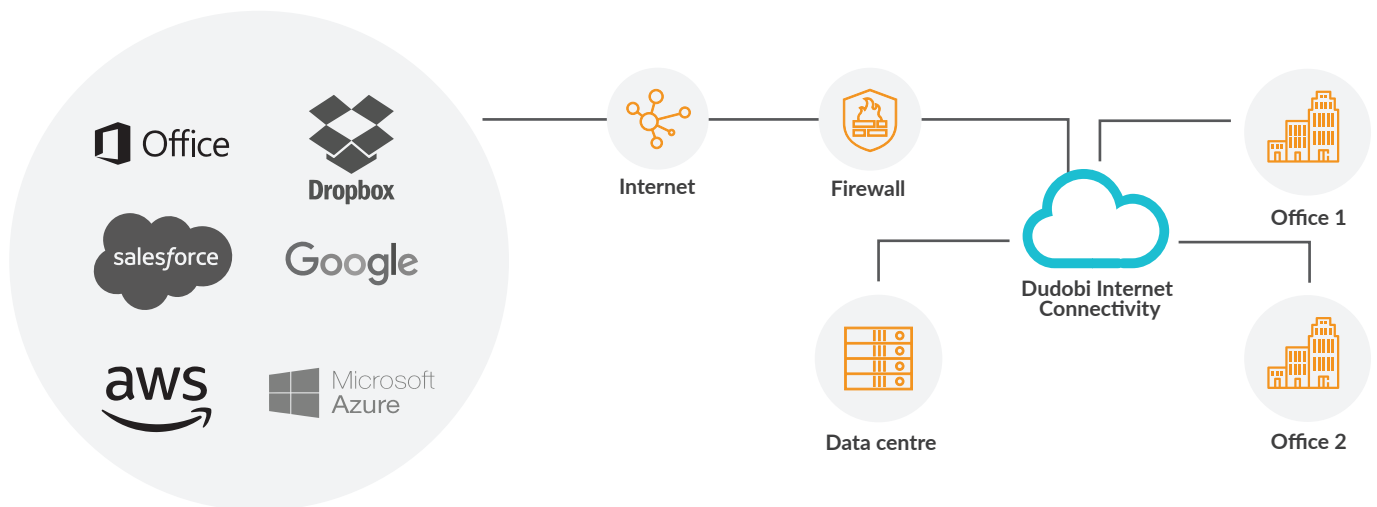 Office
Dropbox
salesforce
Google
aws
Microsoft
Azure
Internet
Firewall
Dudobi Internet
Connectivity
Data centre
Office 1
Office 2